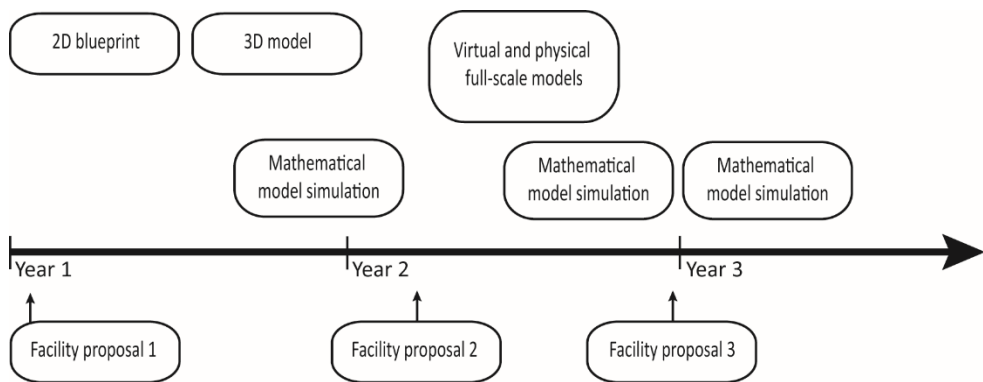 2D blueprint
3D model
Virtual and physical
full-scale models
Mathematical
model simulation
Mathematical
model simulation
Mathematical
model simulation
Year 1
Year 2
Year 3
Facility proposal 1
Facility proposal 2
Facility proposal 3